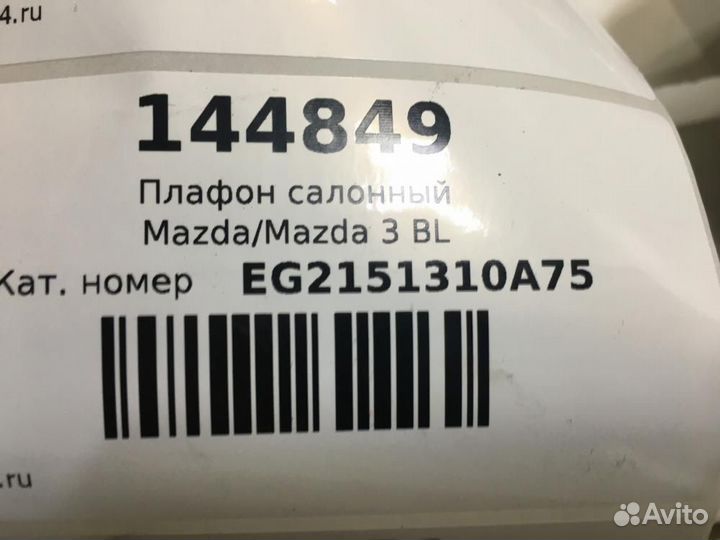 4.ru
144849
Плафон салонный
Mazda/Mazda 3 BL
Кат. номер EG2151310A75
.ru
Avito